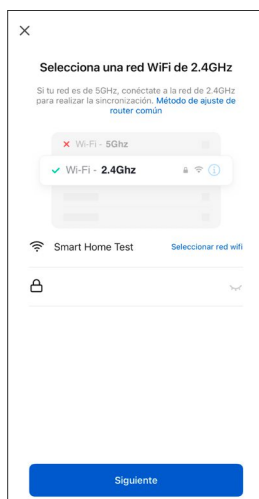 Selecciona una red WiFi de 2.4GHz
Si tu red es de 5GHz, conéctate a la red de 2.4GHz
para realizar la sincronización. Método de ajuste de
router común
Wi-Fi - 5Ghz
Wi-Fi - 2.4Ghz
Smart Home Test Seleccionar red wifi
Siguiente